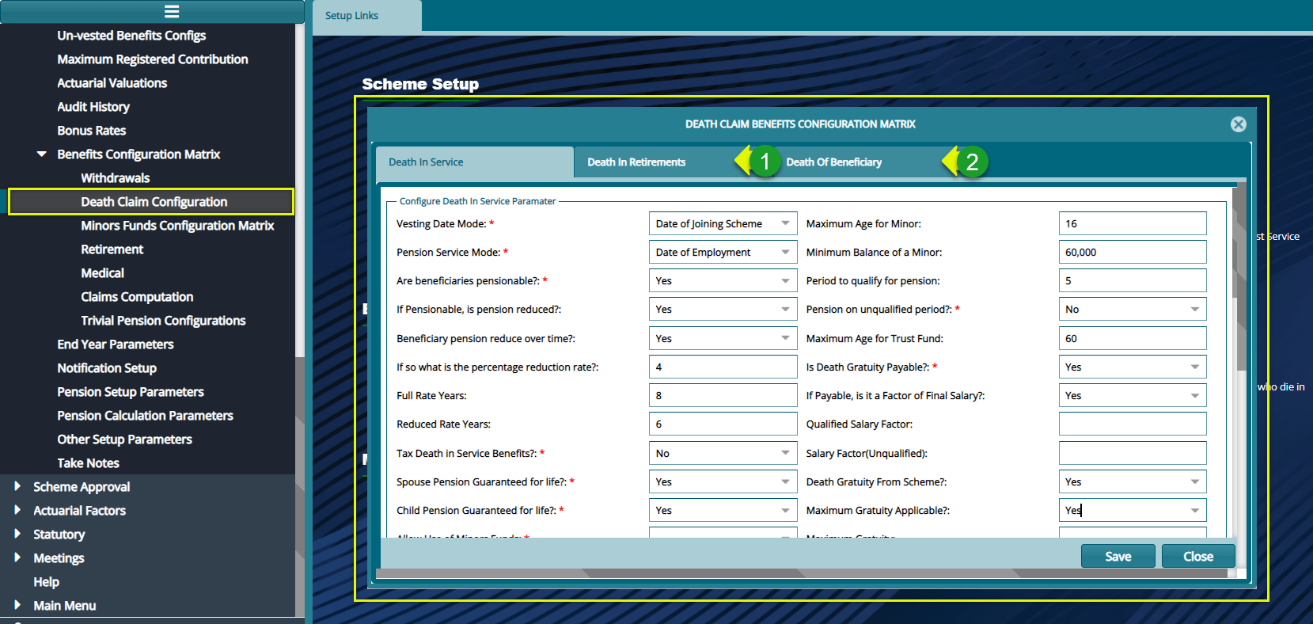 Setup Links
Un-vested Benefits Configs
Maximum Registered Contribution
Actuarial Valuations
Audit History
Bonus Rates
Benefits Configuration Matrix
Withdrawals
Death Claim Configuration
Minors Funds Configuration Matrix
Retirement
Medical
Claims Computation
Trivial Pension Configurations
End Year Parameters
Notification Setup
Pension Setup Parameters
Pension Calculation Parameters
Other Setup Parameters
Take Notes
Scheme Approval
Actuarial Factors
Statutory
Meetings
Help
Main Menu
Scheme Setup
DEATH CLAIM BENEFITS CONFIGURATION MATRIX
Death In Service Death In Retirements 1 Death Of Beneficiary 2
Configure Death In Service Paramater
Vesting Date Mode: * Date of Joining Scheme Maximum Age for Minor: 16
Pension Service Mode: * Date of Employment Minimum Balance of a Minor: 60,000
Are beneficiaries pensionable?: * Yes Period to qualify for pension: 5
If Pensionable, is pension reduced?: Yes Pension on unqualified period?: * No
Beneficiary pension reduce over time?: Yes Maximum Age for Trust Fund: 60
If so what is the percentage reduction rate?: 4 Is Death Gratuity Payable?: * Yes
Full Rate Years: 8 If Payable, is it a Factor of Final Salary?: Yes
Reduced Rate Years: 6 Qualified Salary Factor:
Tax Death in Service Benefits?: * No Salary Factor(Unqualified):
Spouse Pension Guaranteed for life?: * Yes Death Gratuity From Scheme?: Yes
Child Pension Guaranteed for life?: * Yes Maximum Gratuity Applicable?: Yes
Allow Use of Minors Funds: * Maximum Gratuity:
Save Close
st Service
who die in